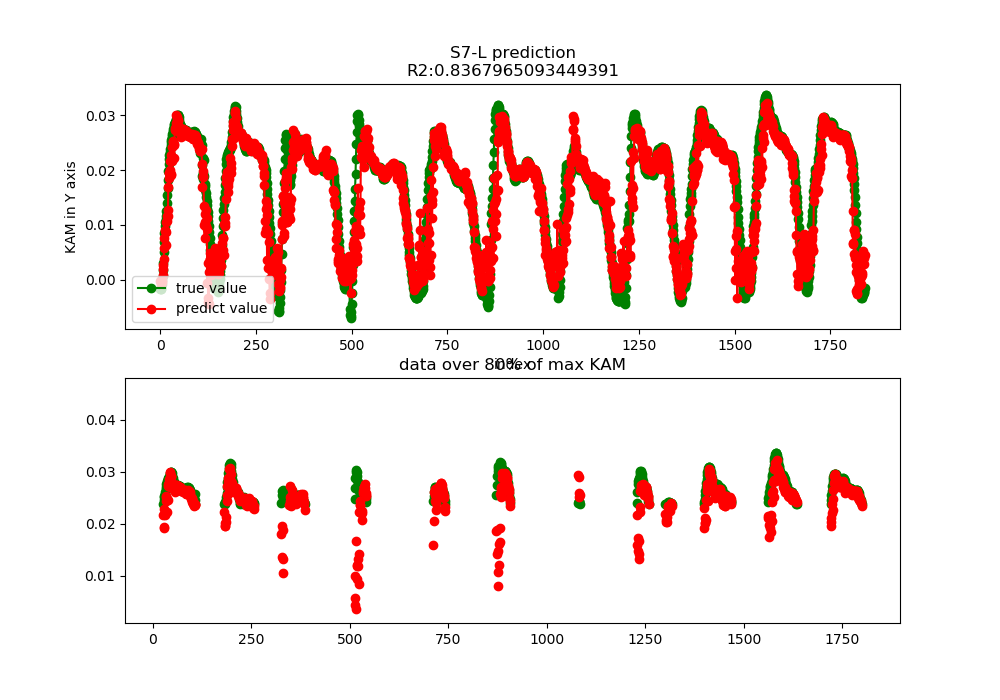 S7-L prediction
R2:0.8367965093449391
KAM in Y axis
0.03
0.02
0.01
0.00
true value
predict value
0 250 500 750 1000 1250 1500 1750
index
data over 80% of max KAM
0.04
0.03
0.02
0.01
0 250 500 750 1000 1250 1500 1750